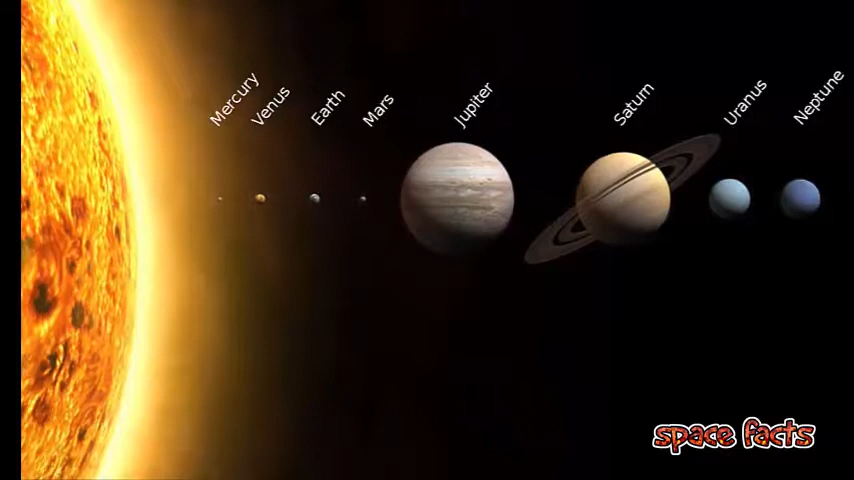 Mercury
Venus
Earth
Mars
Jupiter
Saturn
Uranus
Neptune
space facts